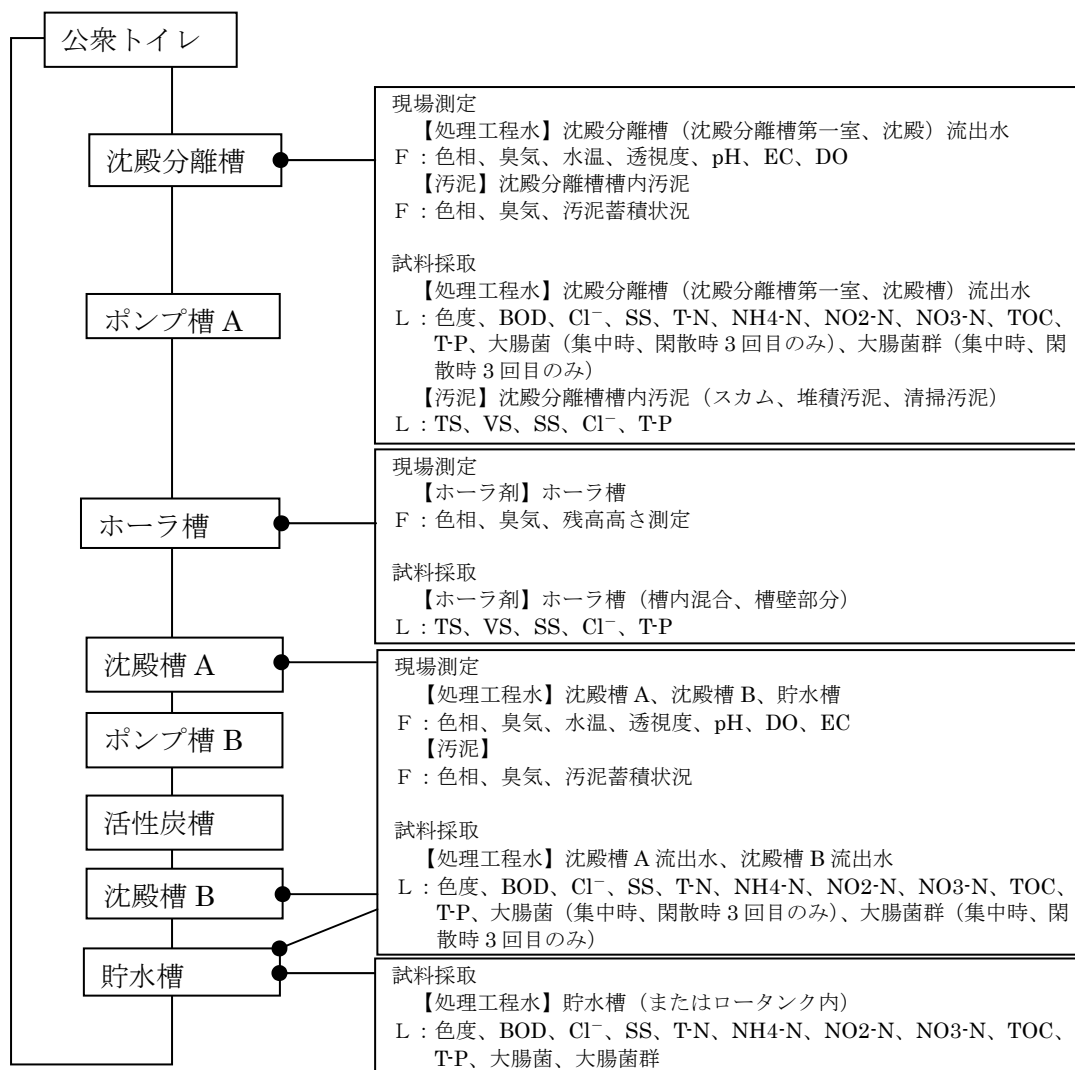 公衆トイレ
沈殿分離槽
現場測定
【処理工程水】沈殿分離槽（沈殿分離槽第一室、沈殿）流出水
F：色相、臭気、水温、透視度、pH、EC、DO
【汚泥】沈殿分離槽槽内汚泥
F：色相、臭気、汚泥蓄積状況
試料採取
【処理工程水】沈殿分離槽（沈殿分離槽第一室、沈殿槽）流出水
L：色度、BOD、Cl⁻、SS、T-N、NH4-N、NO2-N、NO3-N、TOC、
T-P、大腸菌（集中時、閑散時3回目のみ）、大腸菌群（集中時、閑
散時3回目のみ）
【汚泥】沈殿分離槽槽内汚泥（スカム、堆積汚泥、清掃汚泥）
L：TS、VS、SS、Cl⁻、T-P
ポンプ槽 A
ホーラ槽
現場測定
【ホーラ剤】ホーラ槽
F：色相、臭気、残高高さ測定
試料採取
【ホーラ剤】ホーラ槽（槽内混合、槽壁部分）
L：TS、VS、SS、Cl⁻、T-P
沈殿槽 A
ポンプ槽 B
活性炭槽
沈殿槽 B
現場測定
【処理工程水】沈殿槽 A、沈殿槽 B、貯水槽
F：色相、臭気、水温、透視度、pH、DO、EC
【汚泥】
F：色相、臭気、汚泥蓄積状況
試料採取
【処理工程水】沈殿槽 A 流出水、沈殿槽 B 流出水
L：色度、BOD、Cl⁻、SS、T-N、NH4-N、NO2-N、NO3-N、TOC、
T-P、大腸菌（集中時、閑散時3回目のみ）、大腸菌群（集中時、閑
散時3回目のみ）
貯水槽
試料採取
【処理工程水】貯水槽（またはロータンク内）
L：色度、BOD、Cl⁻、SS、T-N、NH4-N、NO2-N、NO3-N、TOC、
T-P、大腸菌、大腸菌群